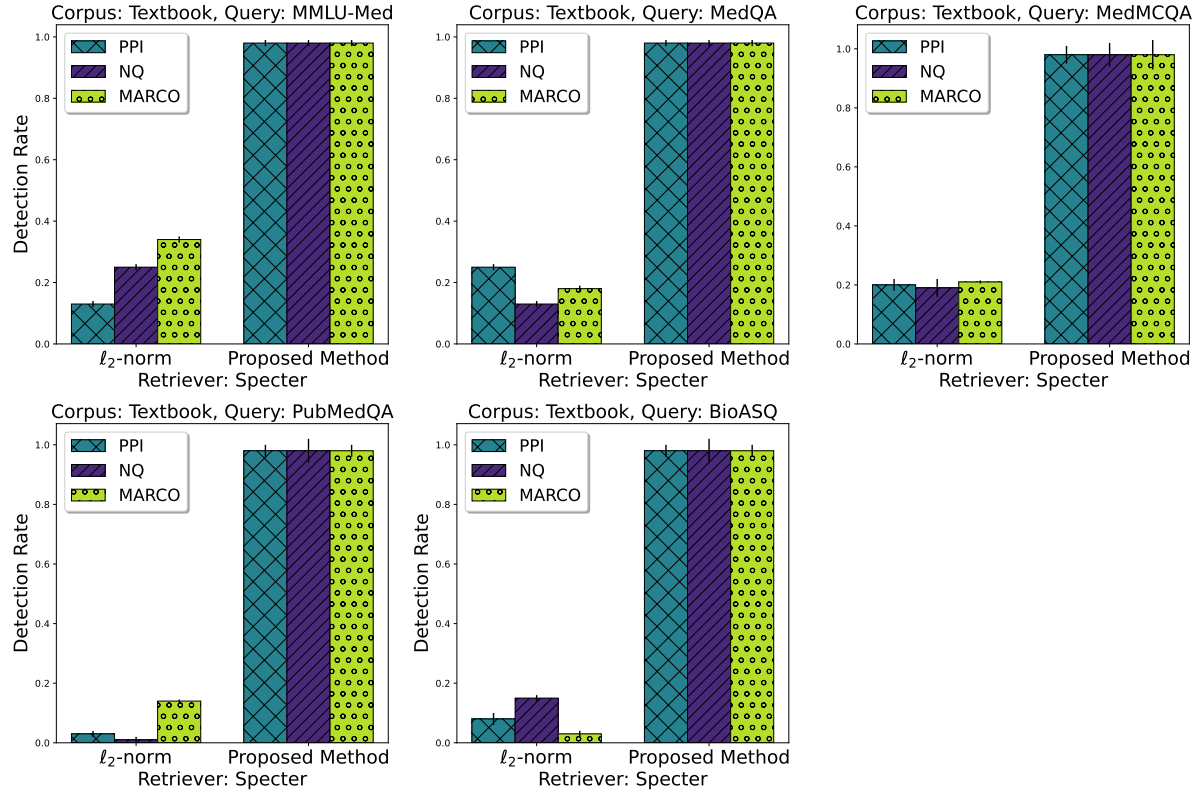 Corpus: Textbook, Query: MMLU-Med
1.0
0.8
0.6
0.4
0.2
0.0
Detection Rate
PPI
NQ
MARCO
ℓ₂-norm
Proposed Method
Retriever: Specter
Corpus: Textbook, Query: MedQA
1.0
0.8
0.6
0.4
0.2
0.0
PPI
NQ
MARCO
ℓ₂-norm
Proposed Method
Retriever: Specter
Corpus: Textbook, Query: MedMCQA
1.0
0.8
0.6
0.4
0.2
0.0
PPI
NQ
MARCO
ℓ₂-norm
Proposed Method
Retriever: Specter
Corpus: Textbook, Query: PubMedQA
1.0
0.8
0.6
0.4
0.2
0.0
Detection Rate
PPI
NQ
MARCO
ℓ₂-norm
Proposed Method
Retriever: Specter
Corpus: Textbook, Query: BioASQ
1.0
0.8
0.6
0.4
0.2
0.0
Detection Rate
PPI
NQ
MARCO
ℓ₂-norm
Proposed Method
Retriever: Specter